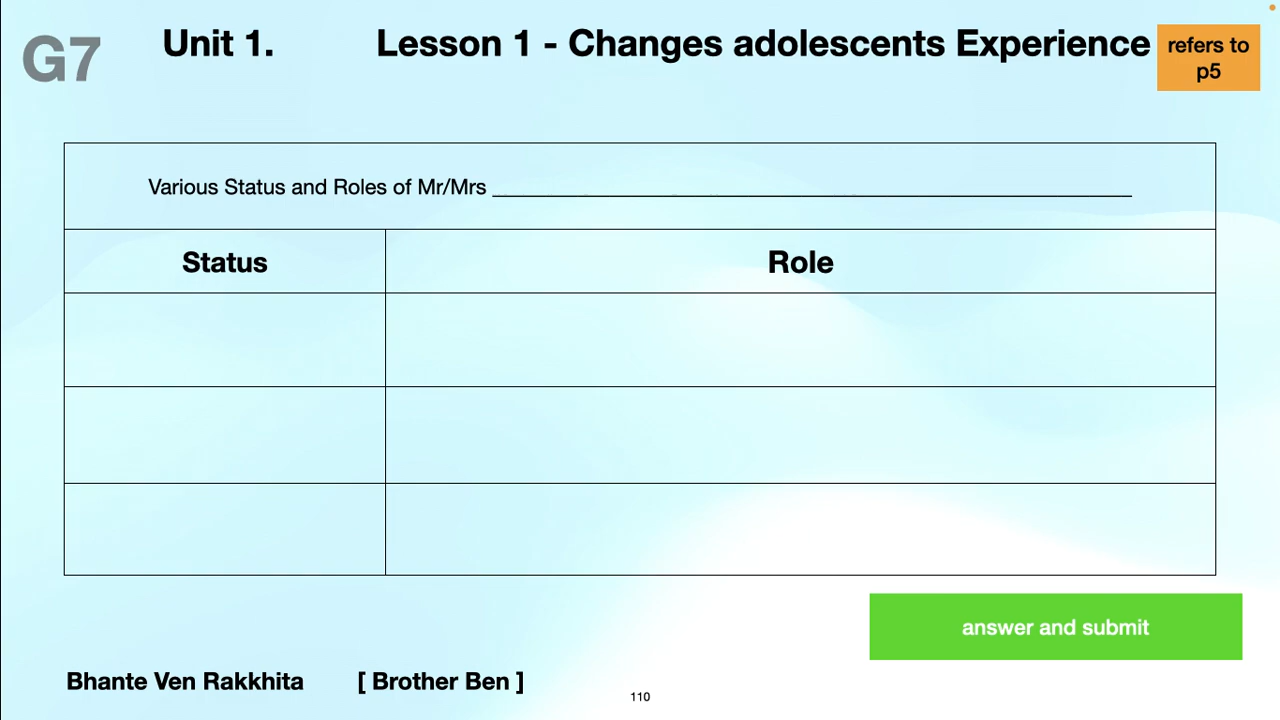 G7
Unit 1.
Lesson 1 - Changes adolescents Experience
refers to
p5
Various Status and Roles of Mr/Mrs
Status
Role
answer and submit
Bhante Ven Rakkhita
[ Brother Ben ]
110